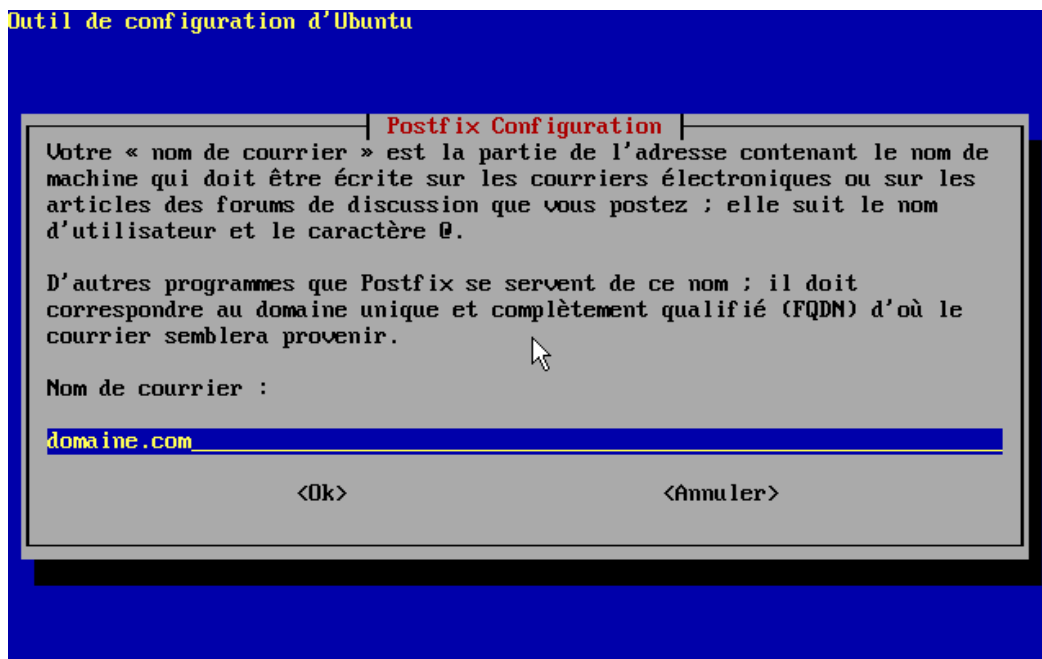 Outil de configuration d'Ubuntu
Postfix Configuration
Votre « nom de courrier » est la partie de l'adresse contenant le nom de
machine qui doit être écrite sur les courriers électroniques ou sur les
articles des forums de discussion que vous postez ; elle suit le nom
d'utilisateur et le caractère @.
D'autres programmes que Postfix se servent de ce nom ; il doit
correspondre au domaine unique et complètement qualifié (FQDN) d'où le
courrier semblera provenir.
Nom de courrier :
domaine.com
<Ok> <Annuler>